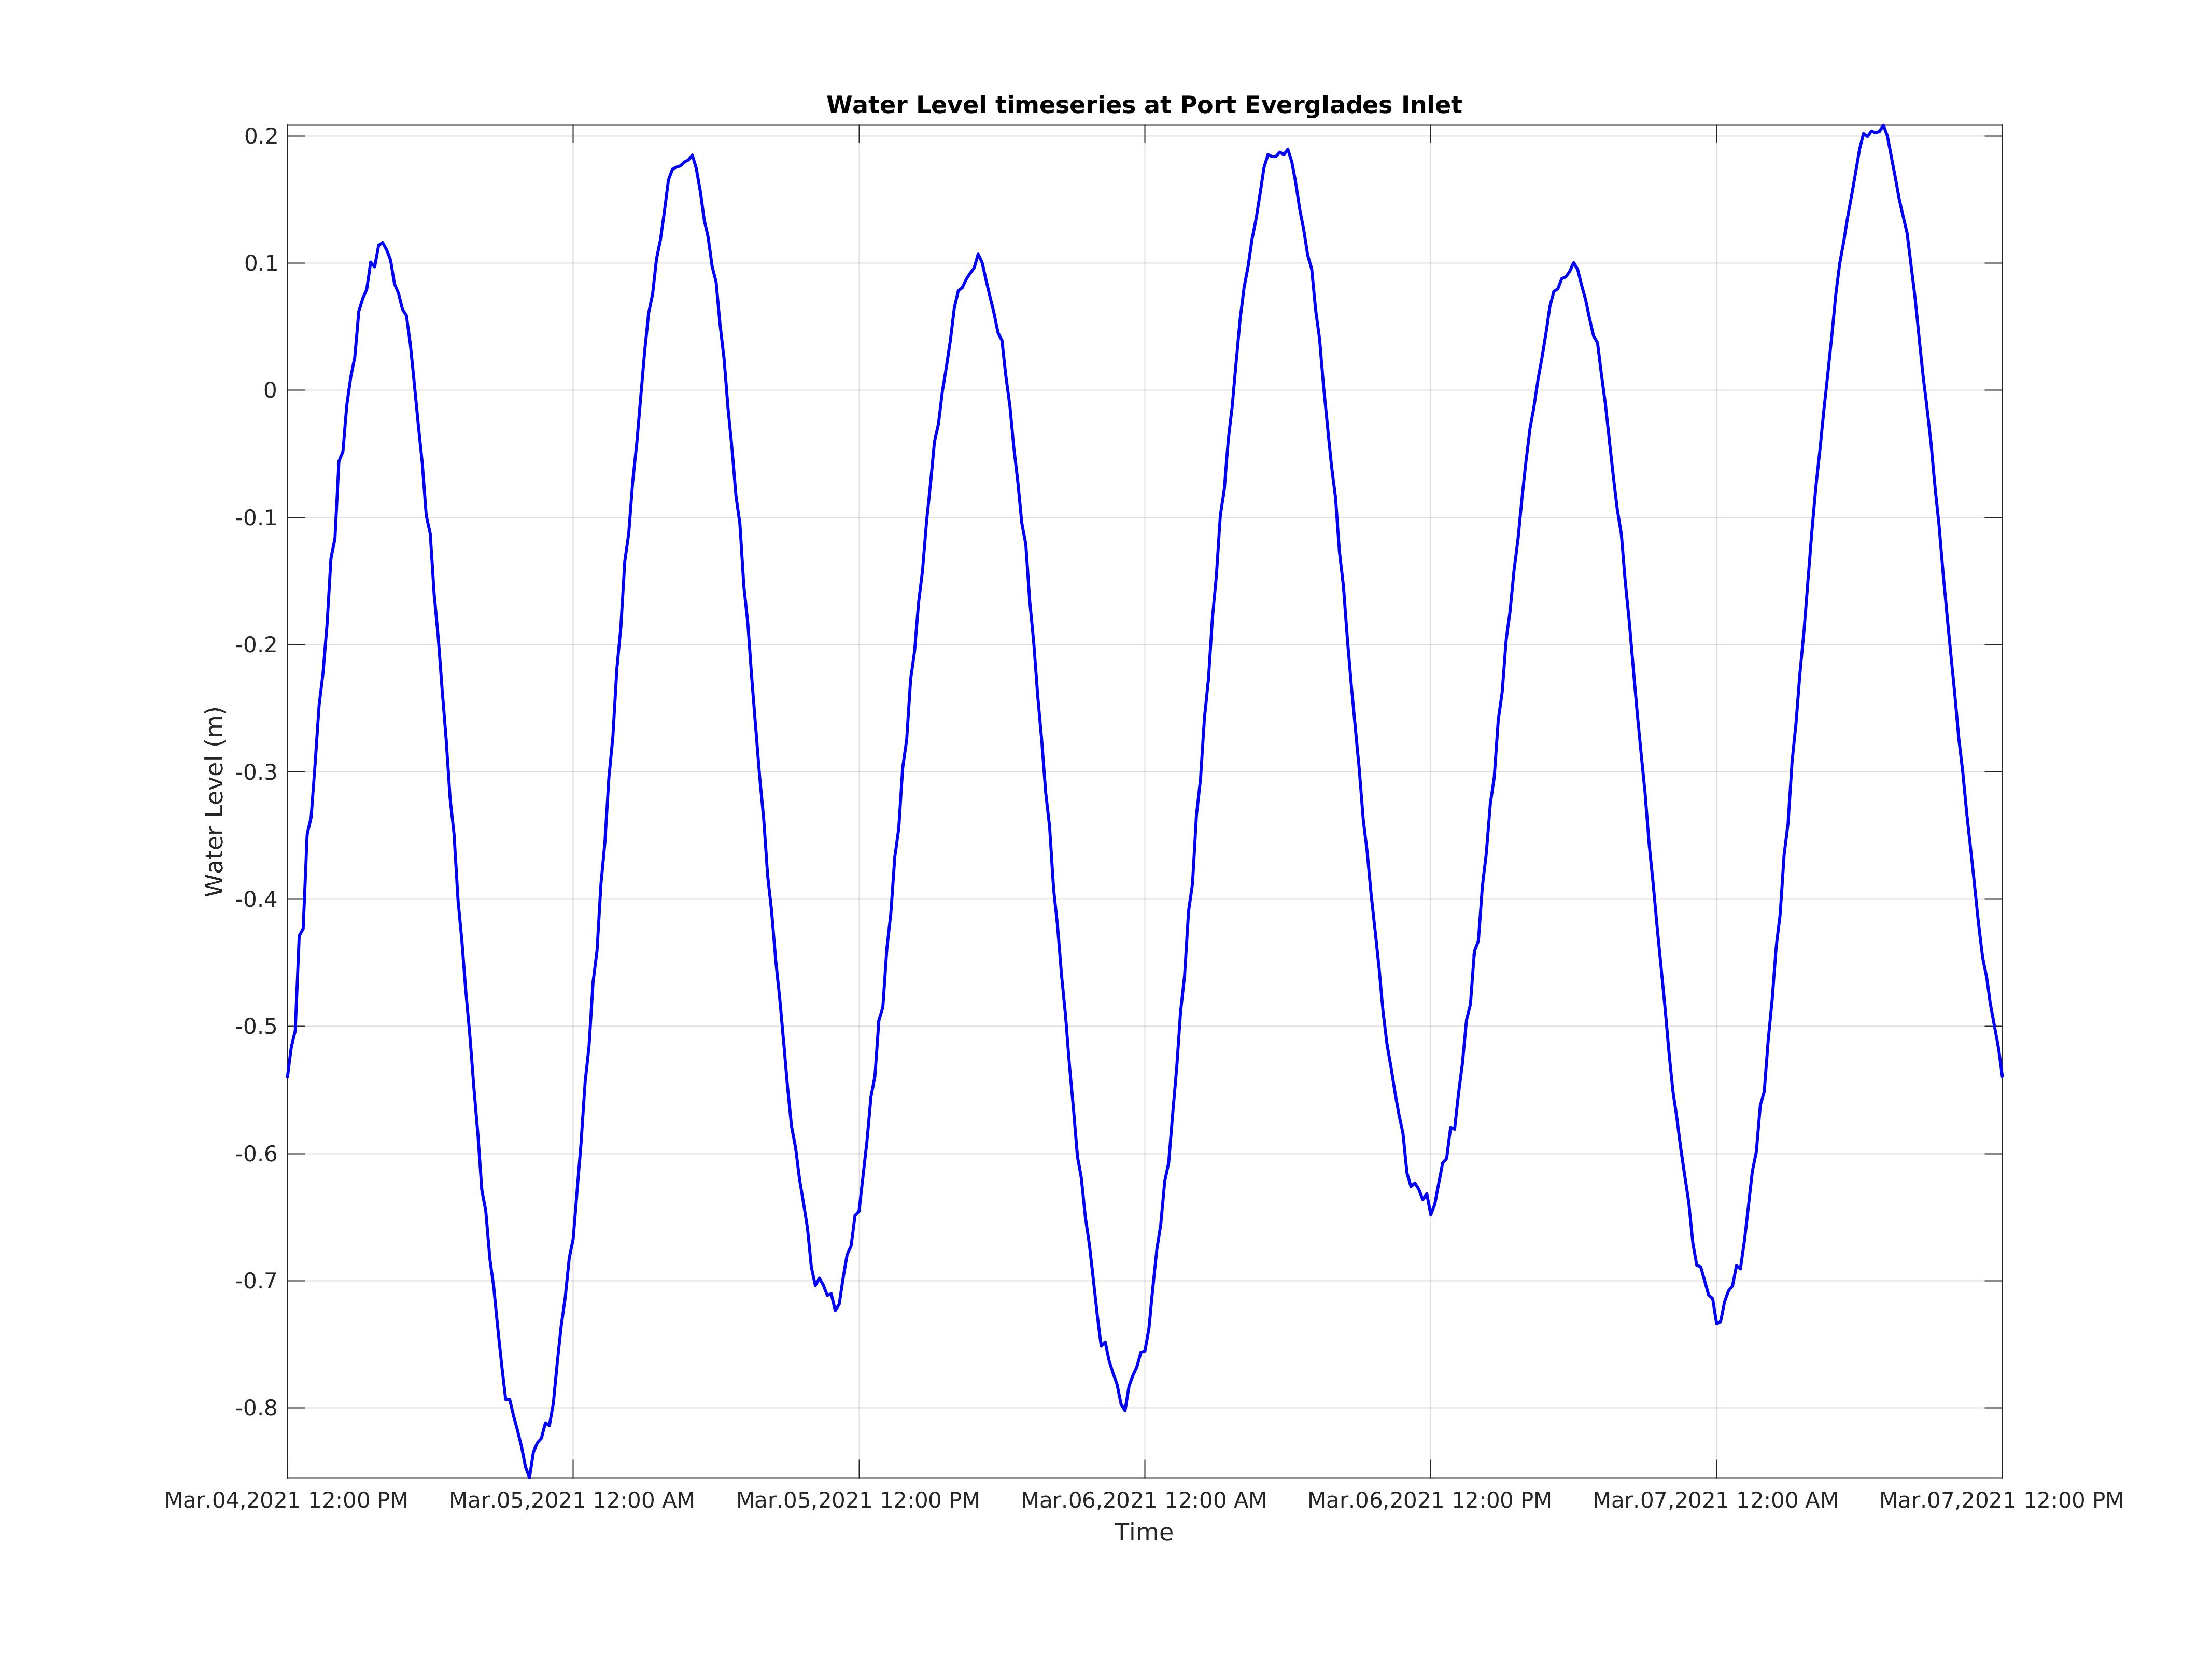 Water Level timeseries at Port Everglades Inlet
0.2
0.1
0
-0.1
-0.2
-0.3
-0.4
-0.5
-0.6
-0.7
-0.8
Water Level (m)
Mar.04,2021 12:00 PM Mar.05,2021 12:00 AM Mar.05,2021 12:00 PM Mar.06,2021 12:00 AM Mar.06,2021 12:00 PM Mar.07,2021 12:00 AM Mar.07,2021 12:00 PM
Time